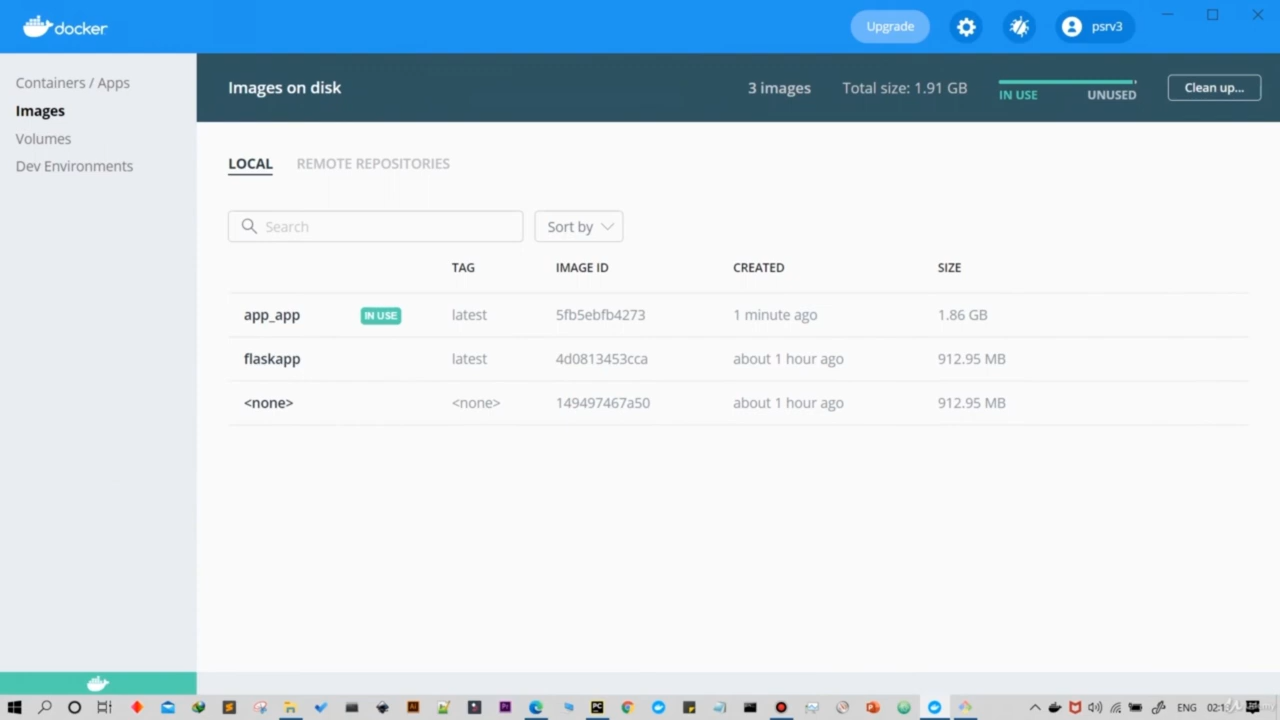 docker
Upgrade
psrv3
Containers / Apps
Images
Volumes
Dev Environments
Images on disk
3 images
Total size: 1.91 GB
IN USE
UNUSED
Clean up...
LOCAL
REMOTE REPOSITORIES
Search
Sort by
TAG IMAGE ID CREATED SIZE
app_app IN USE latest 5fb5ebfb4273 1 minute ago 1.86 GB
flaskapp latest 4d0813453cca about 1 hour ago 912.95 MB
<none> <none> 149497467a50 about 1 hour ago 912.95 MB
ENG